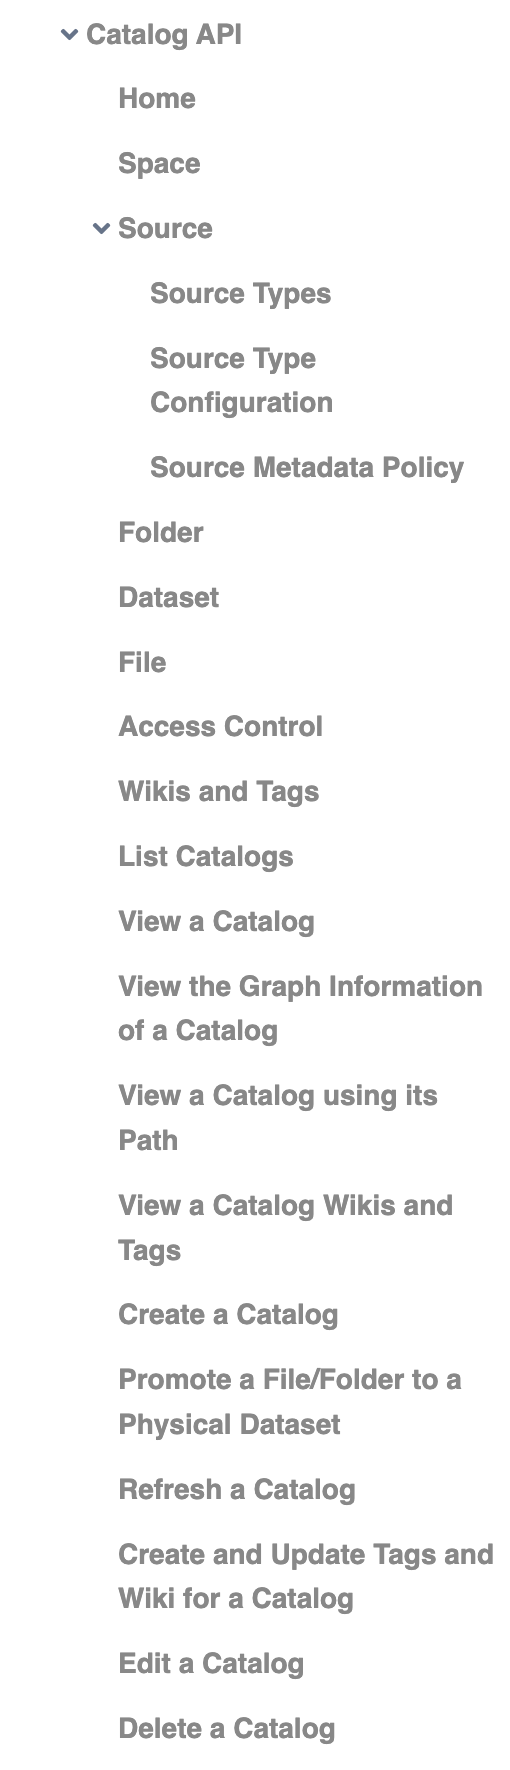 Catalog API
Home
Space
Source
Source Types
Source Type
Configuration
Source Metadata Policy
Folder
Dataset
File
Access Control
Wikis and Tags
List Catalogs
View a Catalog
View the Graph Information
of a Catalog
View a Catalog using its
Path
View a Catalog Wikis and
Tags
Create a Catalog
Promote a File/Folder to a
Physical Dataset
Refresh a Catalog
Create and Update Tags and
Wiki for a Catalog
Edit a Catalog
Delete a Catalog